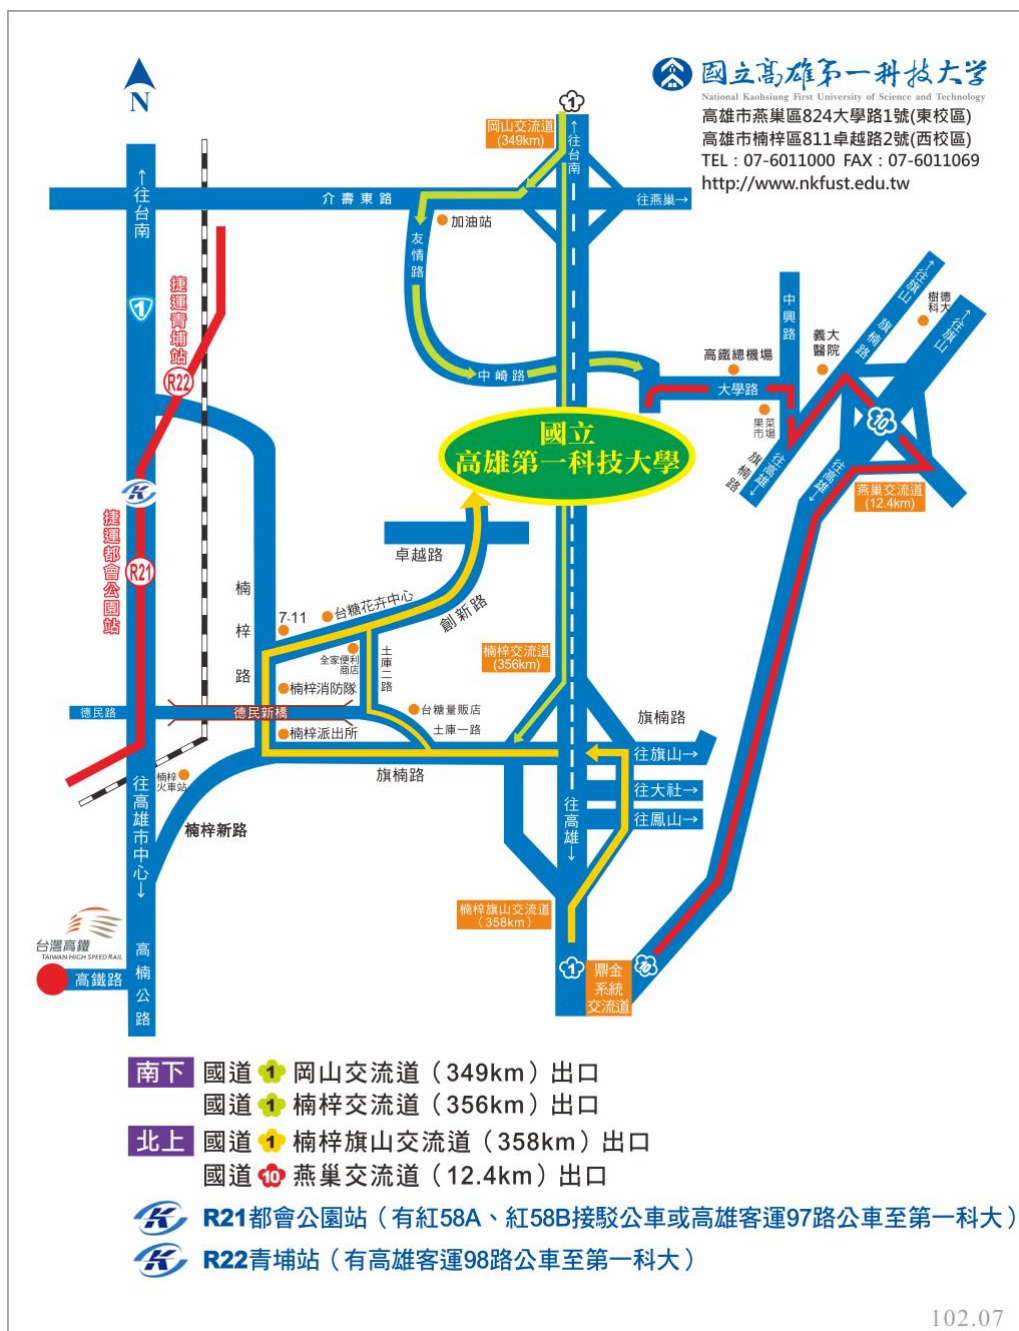 國立高雄第一科技大學
National Kaohsiung First University of Science and Technology
高雄市燕巢區824大學路1號(東校區)
高雄市楠梓區811卓越路2號(西校區)
TEL : 07-6011000 FAX : 07-6011069
http://www.nkfust.edu.tw
N
1
岡山交流道
(349km)
←往台南
←往台南
介壽東路
往燕巢→
加油站
友情路
捷運青埔站
1
R22
中崎路
中興路
←往旗山
旗楠路
樹德
科大
←往旗山
義大
醫院
高鐵總機場
大學路
果菜
市場
10
往高雄→
旗楠路
往高雄→
燕巢交流道
(12.4km)
國立
高雄第一科技大學
捷運都會公園站
R21
卓越路
創新路
台糖花卉中心
7-11
楠梓路
全家便利
商店
土庫二路
楠梓交流道
(356km)
楠梓消防隊
台糖量販店
旗楠路
德民路
德民新橋
楠梓派出所
土庫一路
往旗山→
旗楠路
楠梓
火車站
往大社→
往高雄市中心→
往高雄→
往鳳山→
楠梓新路
楠梓旗山交流道
(358km)
台灣高鐵
TAIWAN HIGH SPEED RAIL
高鐵路
高楠公路
1
鼎金
系統
交流道
10
南下 國道 1 岡山交流道（349km）出口
國道 1 楠梓交流道（356km）出口
北上 國道 1 楠梓旗山交流道（358km）出口
國道 10 燕巢交流道（12.4km）出口
R21都會公園站（有紅58A、紅58B接駁公車或高雄客運97路公車至第一科大）
R22青埔站（有高雄客運98路公車至第一科大）
102.07